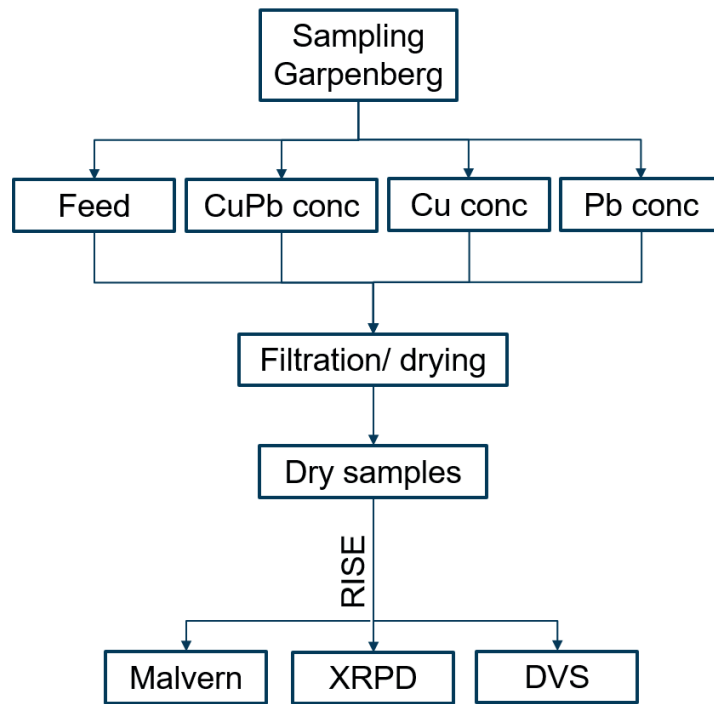 Sampling
Garpenberg
Feed
CuPb conc
Cu conc
Pb conc
Filtration/ drying
Dry samples
RISE
Malvern
XRPD
DVS